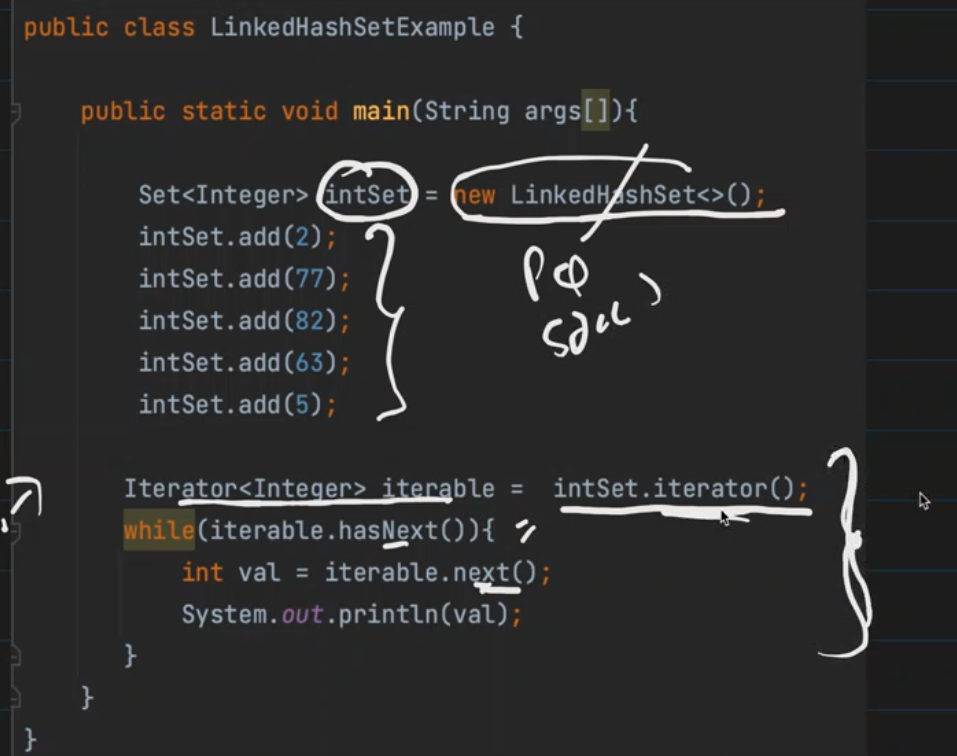 public class LinkedHashSetExample {
public static void main(String args[]){
Set<Integer> intSet = new LinkedHashSet<>();
intSet.add(2);
intSet.add(77);
intSet.add(82);
intSet.add(63);
intSet.add(5);
PQ
Iterator<Integer> iterable = intSet.iterator();
while(iterable.hasNext()){
int val = iterable.next();
System.out.println(val);
}
}
}